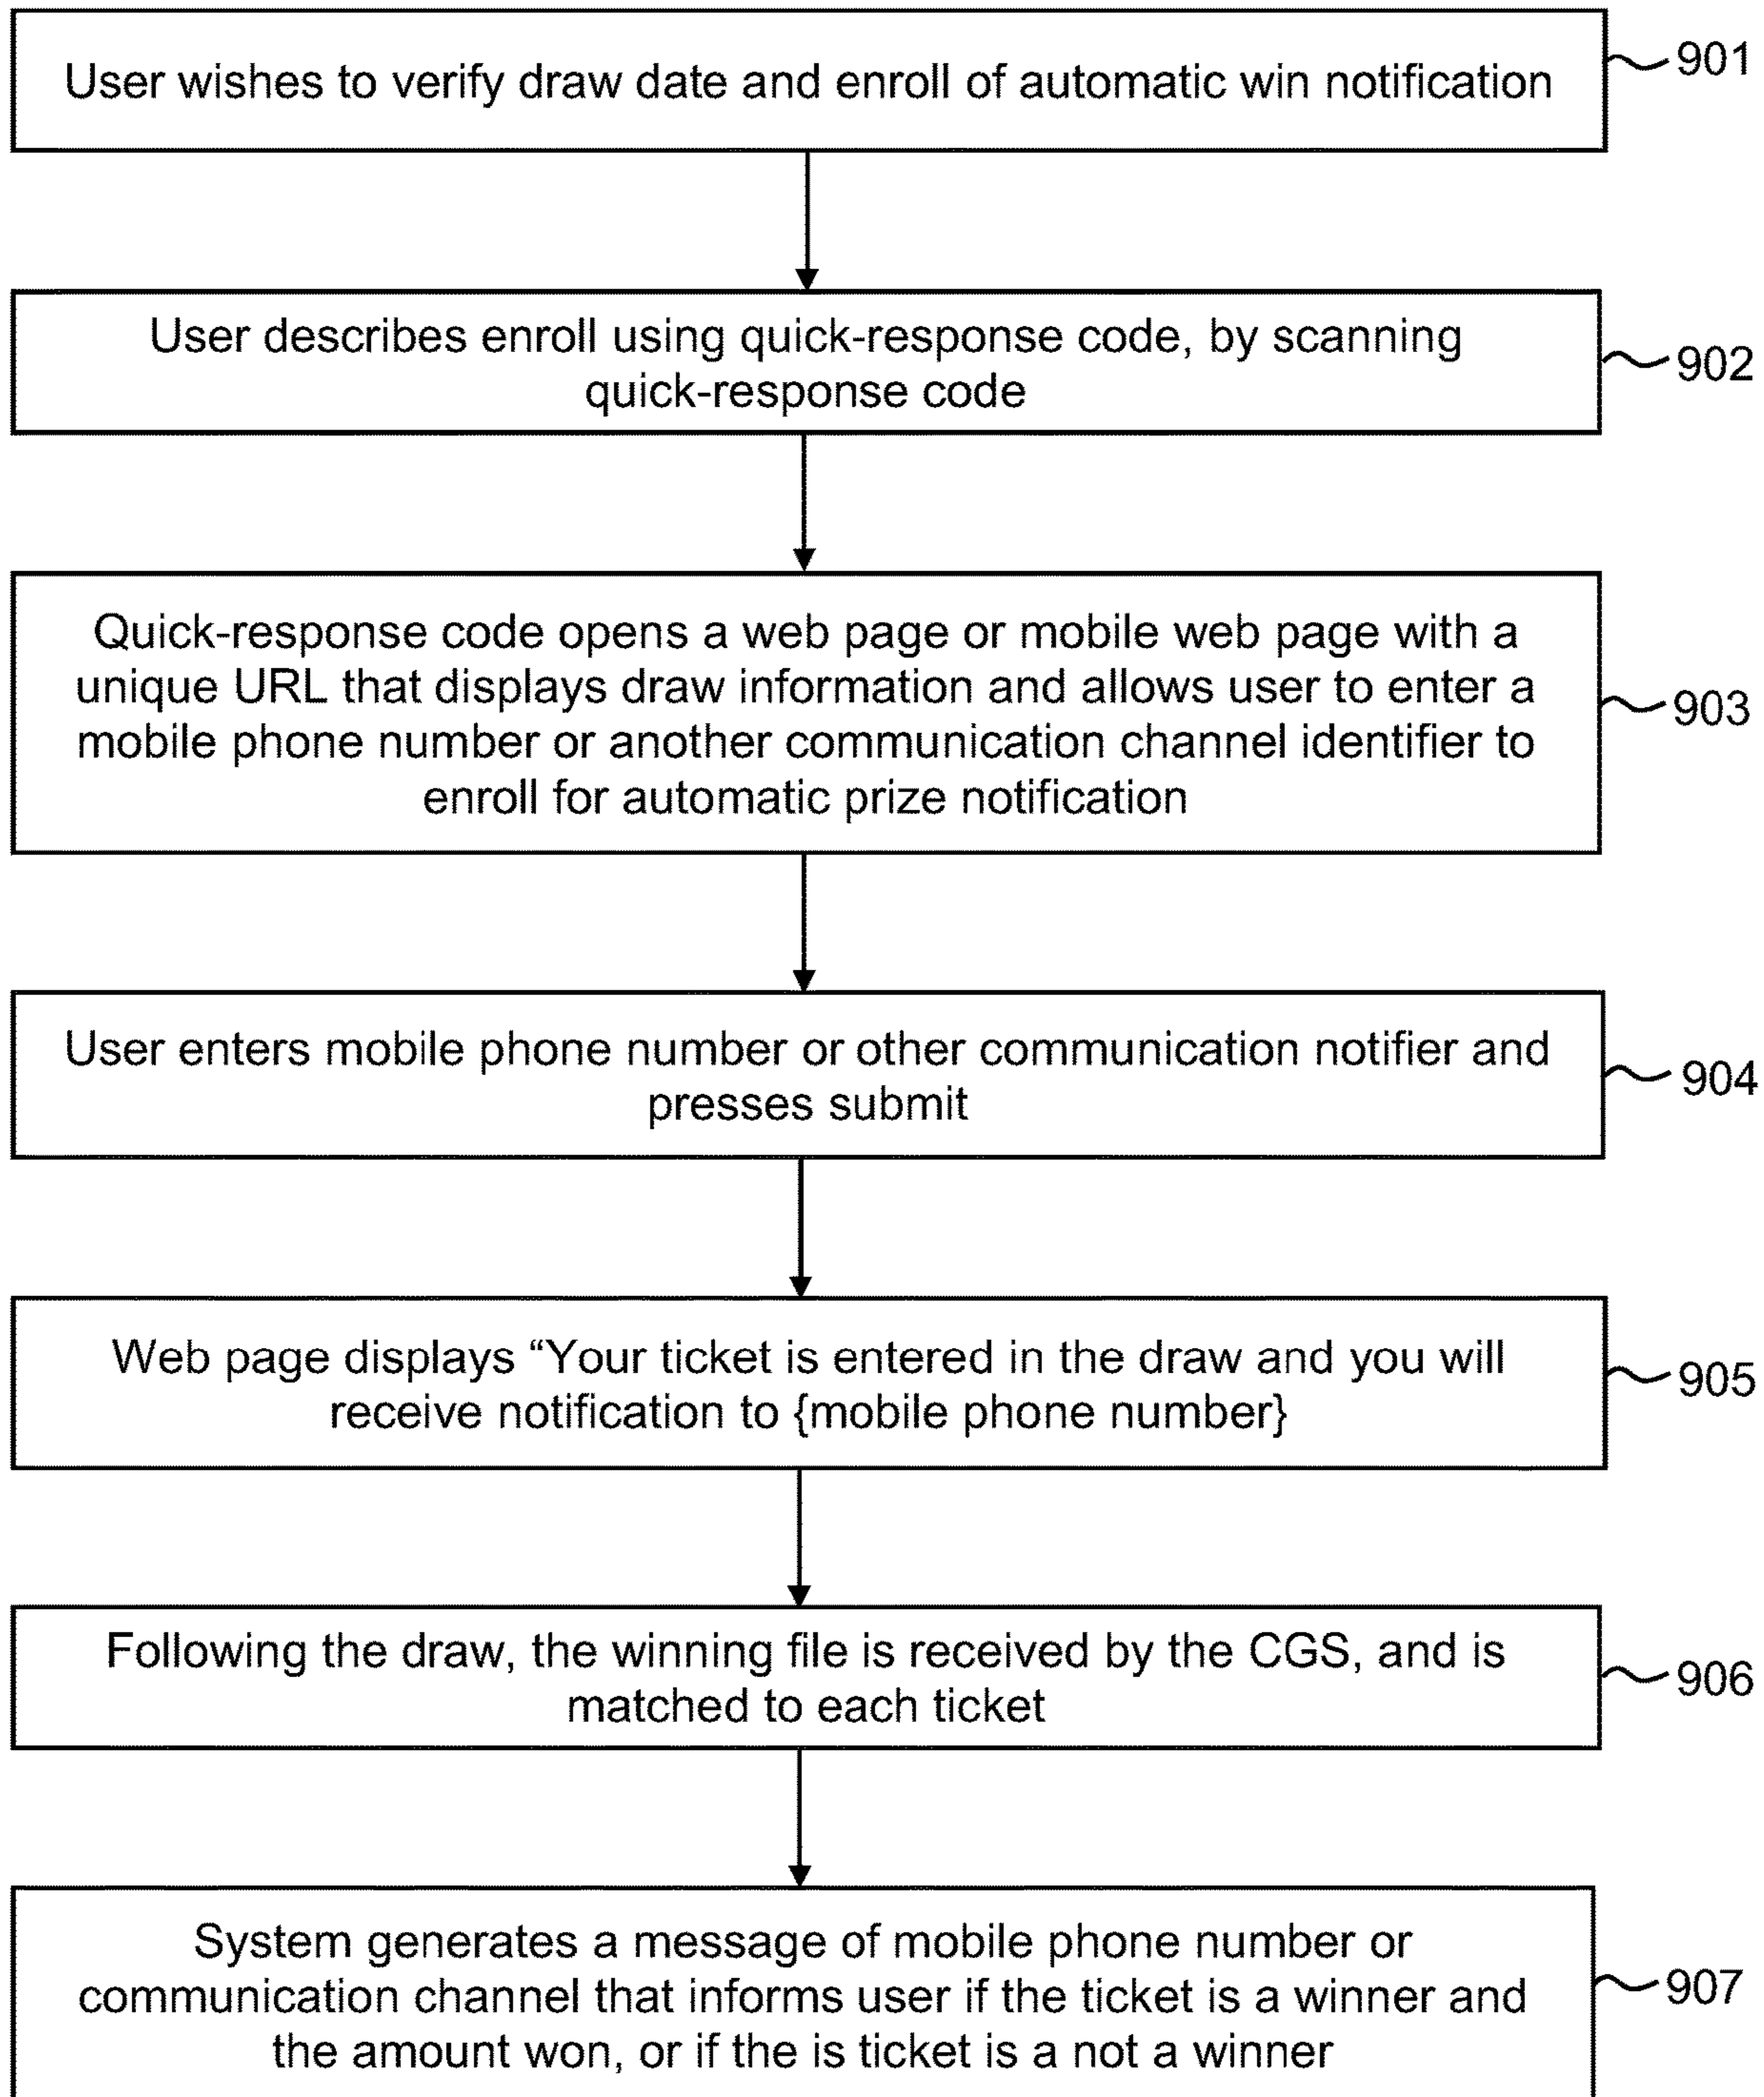 User wishes to verify draw date and enroll of automatic win notification
901
User describes enroll using quick-response code, by scanning
quick-response code
902
Quick-response code opens a web page or mobile web page with a
unique URL that displays draw information and allows user to enter a
mobile phone number or another communication channel identifier to
enroll for automatic prize notification
903
User enters mobile phone number or other communication notifier and
presses submit
904
Web page displays “Your ticket is entered in the draw and you will
receive notification to {mobile phone number}
905
Following the draw, the winning file is received by the CGS, and is
matched to each ticket
906
System generates a message of mobile phone number or
communication channel that informs user if the ticket is a winner and
the amount won, or if the is ticket is a not a winner
907